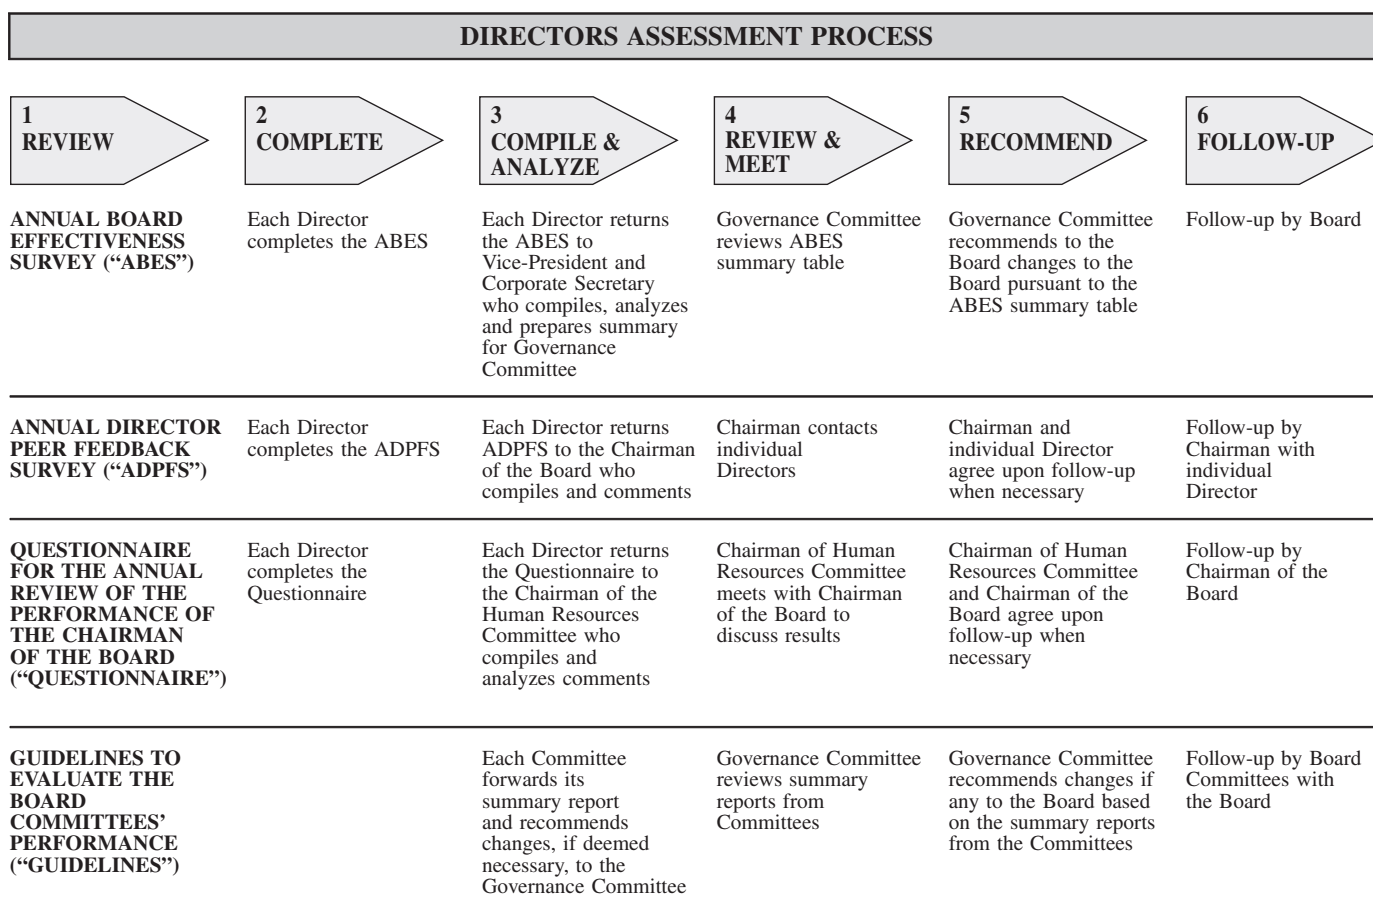 DIRECTORS ASSESSMENT PROCESS
1
REVIEW
2
COMPLETE
3
COMPILE &
ANALYZE
4
REVIEW &
MEET
5
RECOMMEND
6
FOLLOW-UP
ANNUAL BOARD
EFFECTIVENESS
SURVEY (“ABES”)
Each Director
completes the ABES
Each Director returns
the ABES to
Vice-President and
Corporate Secretary
who compiles, analyzes
and prepares summary
for Governance
Committee
Governance Committee
reviews ABES
summary table
Governance Committee
recommends to the
Board changes to the
Board pursuant to the
ABES summary table
Follow-up by Board
ANNUAL DIRECTOR
PEER FEEDBACK
SURVEY (“ADPFS”)
Each Director
completes the ADPFS
Each Director returns
ADPFS to the Chairman
of the Board who
compiles and comments
Chairman contacts
individual
Directors
Chairman and
individual Director
agree upon follow-up
when necessary
Follow-up by
Chairman with
individual
Director
QUESTIONNAIRE
FOR THE ANNUAL
REVIEW OF THE
PERFORMANCE OF
THE CHAIRMAN
OF THE BOARD
(“QUESTIONNAIRE”)
Each Director
completes the
Questionnaire
Each Director returns
the Questionnaire to
the Chairman of the
Human Resources
Committee who
compiles and
analyzes comments
Chairman of Human
Resources Committee
meets with Chairman
of the Board to
discuss results
Chairman of Human
Resources Committee
and Chairman of the
Board agree upon
follow-up when
necessary
Follow-up by
Chairman of the
Board
GUIDELINES TO
EVALUATE THE
BOARD
COMMITTEES’
PERFORMANCE
(“GUIDELINES”)
Each Committee
forwards its
summary report
and recommends
changes, if deemed
necessary, to the
Governance Committee
Governance Committee
reviews summary
reports from
Committees
Governance Committee
recommends changes if
any to the Board based
on the summary reports
from the Committees
Follow-up by Board
Committees with
the Board